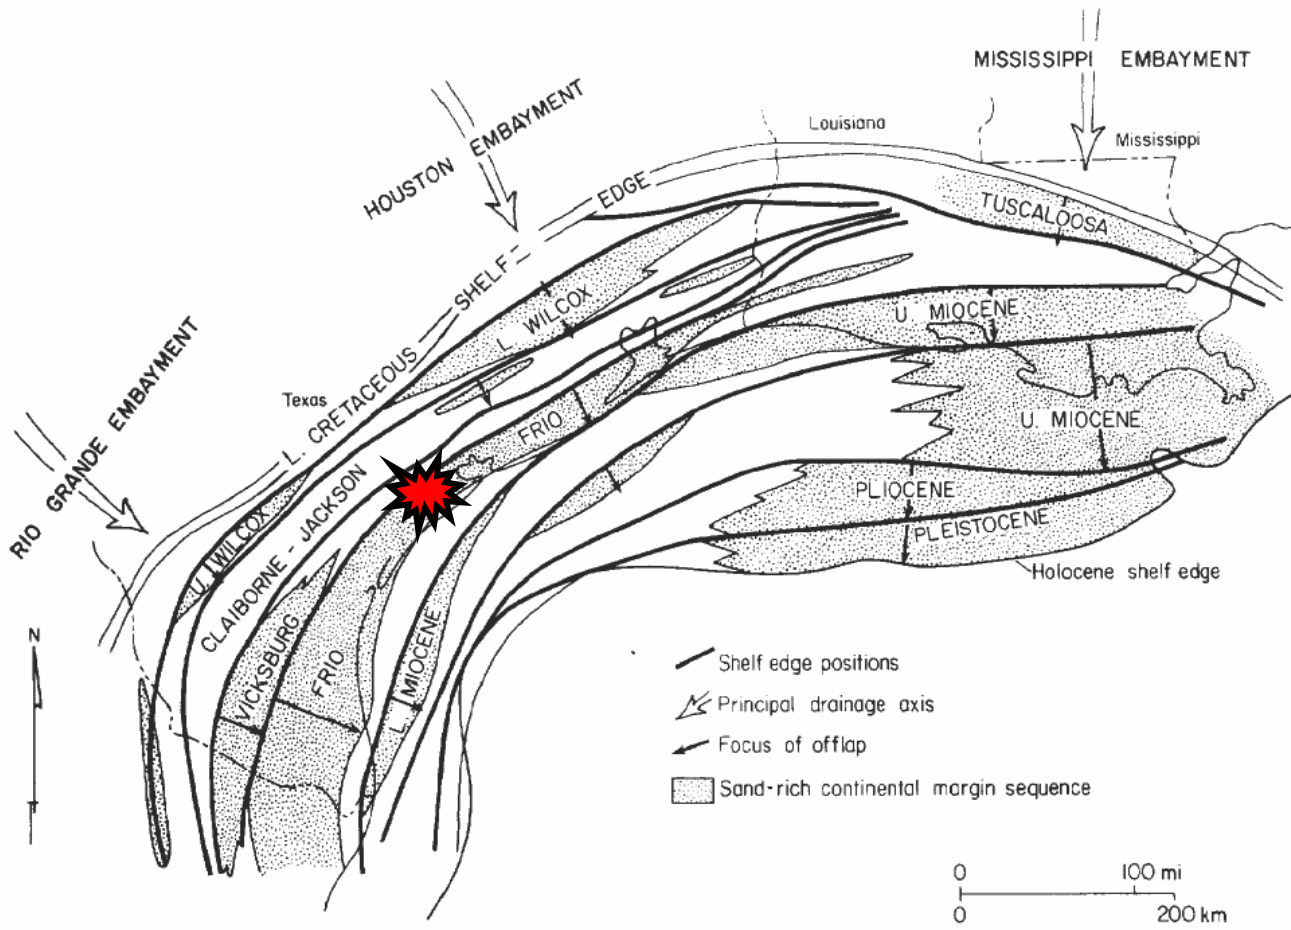 MISSISSIPPI EMBAYMENT
HOUSTON EMBAYMENT
Louisiana
Mississippi
L. CRETACEOUS SHELF EDGE
TUSCALOOSA
L. WILCOX
U. MIOCENE
RIO GRANDE EMBAYMENT
Texas
FRIO
U. MIOCENE
U. WILCOX
CLAIBORNE - JACKSON
PLIOCENE
PLEISTOCENE
Holocene shelf edge
VICKSBURG
FRIO
L. MIOCENE
N
Shelf edge positions
Principal drainage axis
Focus of offlap
Sand-rich continental margin sequence
0 100 mi
0 200 km